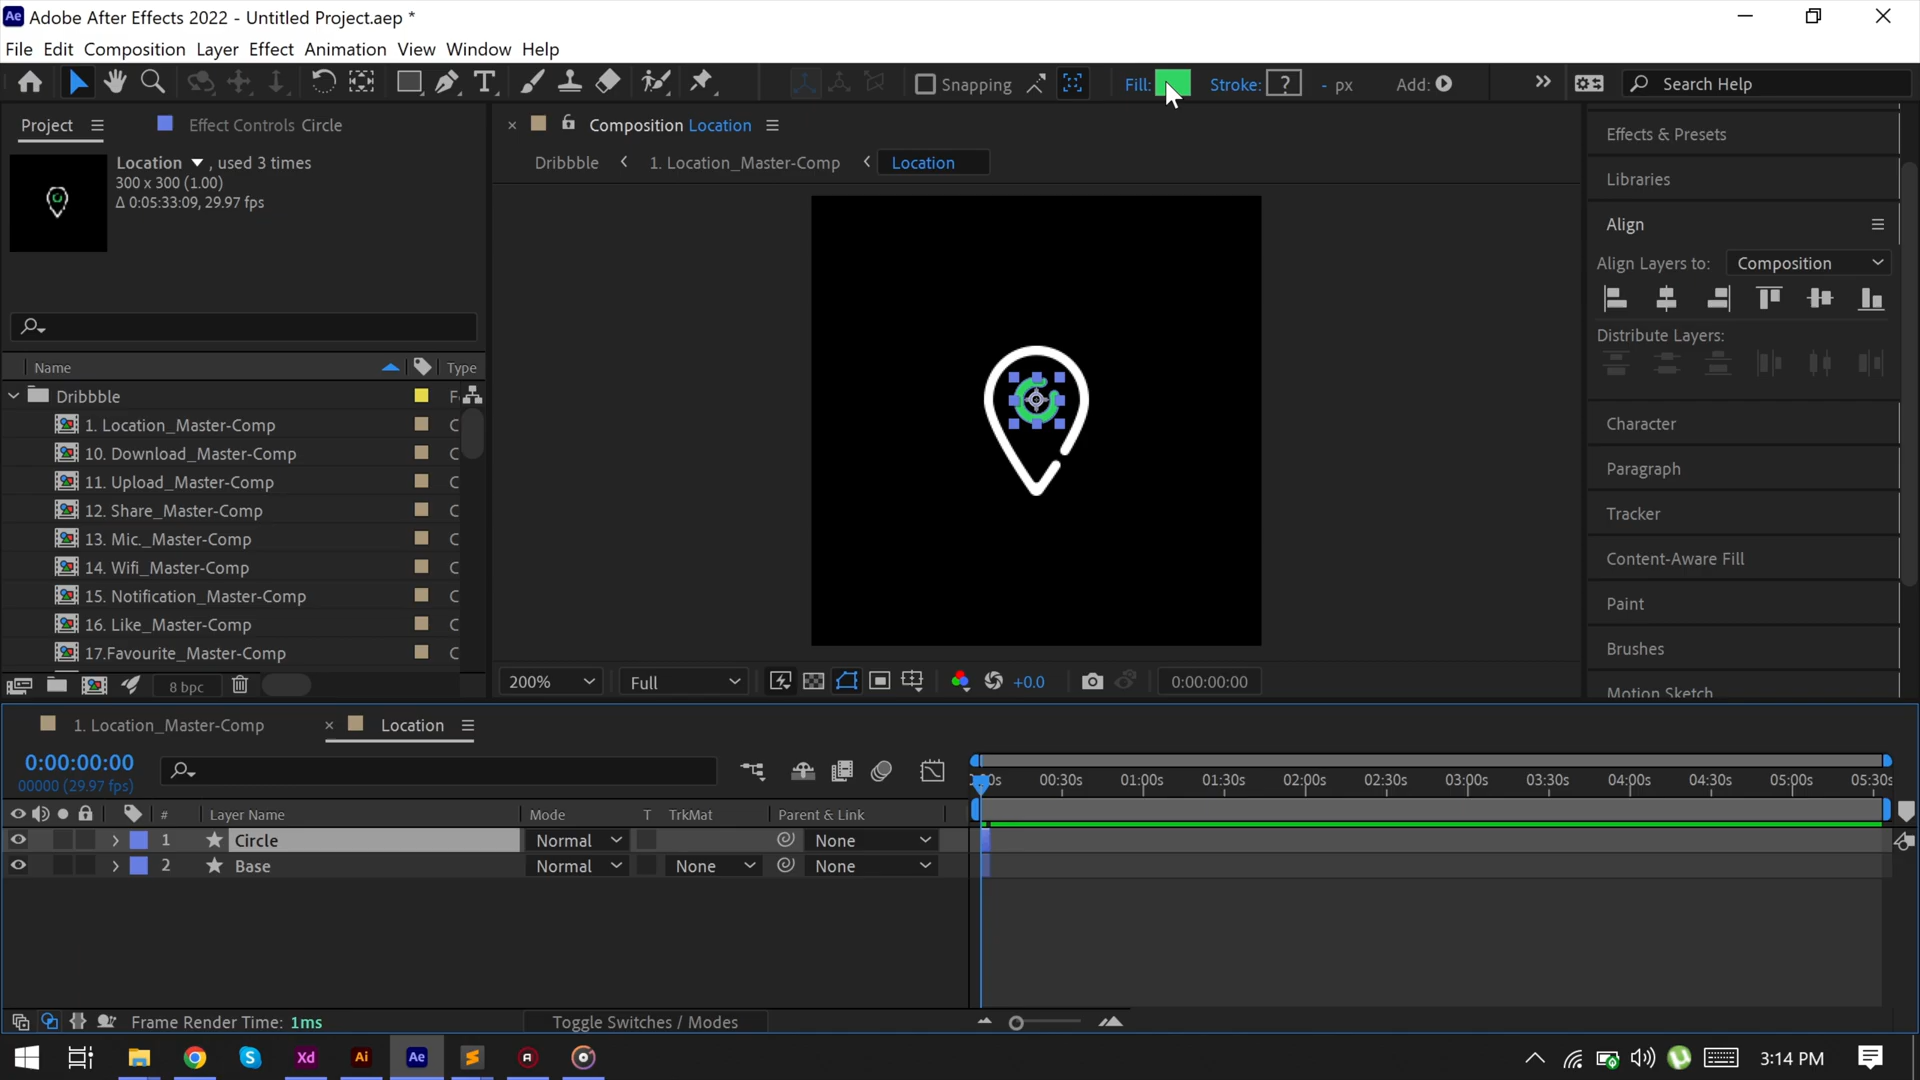 Adobe After Effects 2022 - Untitled Project.aep *
File Edit Composition Layer Effect Animation View Window Help
Snapping Fill: Stroke: ? - px Add: Search Help
Project Effect Controls Circle
Composition Location
Location , used 3 times
300 x 300 (1.00)
Δ 0:05:33:09, 29.97 fps
Dribbble 1. Location_Master-Comp Location
Effects & Presets
Libraries
Align
Align Layers to: Composition
Distribute Layers:
Character
Paragraph
Tracker
Content-Aware Fill
Paint
Brushes
Motion Sketch
Name Type
Dribbble F
1. Location_Master-Comp C
10. Download_Master-Comp C
11. Upload_Master-Comp C
12. Share_Master-Comp C
13. Mic._Master-Comp C
14. Wifi_Master-Comp C
15. Notification_Master-Comp C
16. Like_Master-Comp C
17.Favourite_Master-Comp C
8 bpc
200% Full +0.0 0:00:00:00
1. Location_Master-Comp Location
0:00:00:00
00000 (29.97 fps)
00s 00:30s 01:00s 01:30s 02:00s 02:30s 03:00s 03:30s 04:00s 04:30s 05:00s 05:30s
# Layer Name Mode T TrkMat Parent & Link
1 Circle Normal None
2 Base Normal None None
Frame Render Time: 1ms Toggle Switches / Modes
Xd Ai Ae 3:14 PM